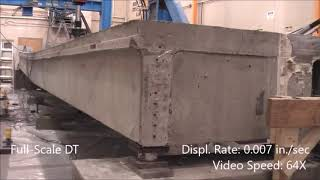 Full-Scale DT
Displ. Rate: 0.007 in./sec
Video Speed: 64X